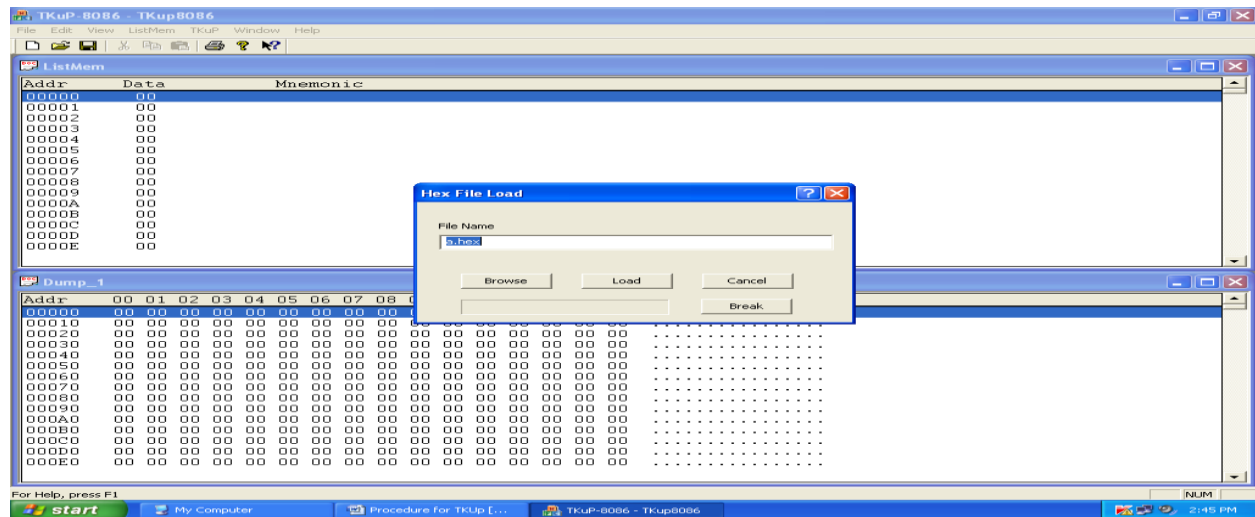 TKuP-8086 - TKup8086
File Edit View ListMem TKuP Window Help
ListMem
Addr Data Mnemonic
00000 00
00001 00
00002 00
00003 00
00004 00
00005 00
00006 00
00007 00
00008 00
00009 00
0000A 00
0000B 00
0000C 00
0000D 00
0000E 00
Hex File Load
File Name
a.hex
Browse Load Cancel
Break
Dump_1
Addr 00 01 02 03 04 05 06 07 08
00000 00 00 00 00 00 00 00 00 00
00010 00 00 00 00 00 00 00 00 00 00 00 00 00 00 00 00 ................
00020 00 00 00 00 00 00 00 00 00 00 00 00 00 00 00 00 ................
00030 00 00 00 00 00 00 00 00 00 00 00 00 00 00 00 00 ................
00040 00 00 00 00 00 00 00 00 00 00 00 00 00 00 00 00 ................
00050 00 00 00 00 00 00 00 00 00 00 00 00 00 00 00 00 ................
00060 00 00 00 00 00 00 00 00 00 00 00 00 00 00 00 00 ................
00070 00 00 00 00 00 00 00 00 00 00 00 00 00 00 00 00 ................
00080 00 00 00 00 00 00 00 00 00 00 00 00 00 00 00 00 ................
00090 00 00 00 00 00 00 00 00 00 00 00 00 00 00 00 00 ................
000A0 00 00 00 00 00 00 00 00 00 00 00 00 00 00 00 00 ................
000B0 00 00 00 00 00 00 00 00 00 00 00 00 00 00 00 00 ................
000C0 00 00 00 00 00 00 00 00 00 00 00 00 00 00 00 00 ................
000D0 00 00 00 00 00 00 00 00 00 00 00 00 00 00 00 00 ................
000E0 00 00 00 00 00 00 00 00 00 00 00 00 00 00 00 00 ................
For Help, press F1 NUM
start My Computer Procedure for TKUp [... TKuP-8086 - TKup8086 2:45 PM